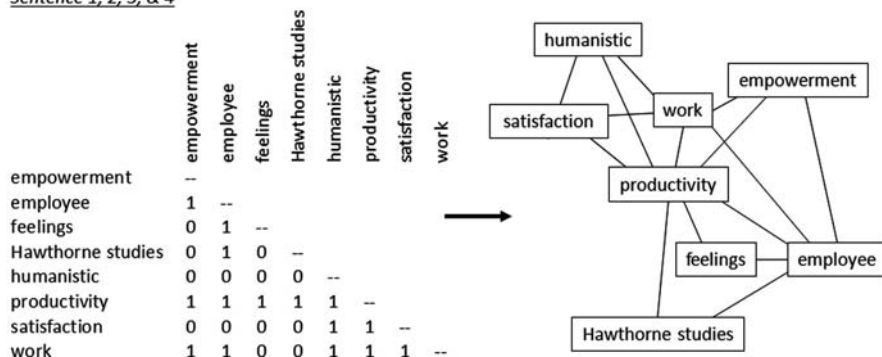 Sentence 1, 2, 3, & 4
empowerment
employee
feelings
Hawthorne studies
humanistic
productivity
satisfaction
work
empowerment --
employee 1 --
feelings 0 1 --
Hawthorne studies 0 1 0 --
humanistic 0 0 0 0 --
productivity 1 1 1 1 1 --
satisfaction 0 0 0 0 1 1 --
work 1 1 0 0 1 1 1 --
humanistic
empowerment
work
satisfaction
productivity
feelings
employee
Hawthorne studies